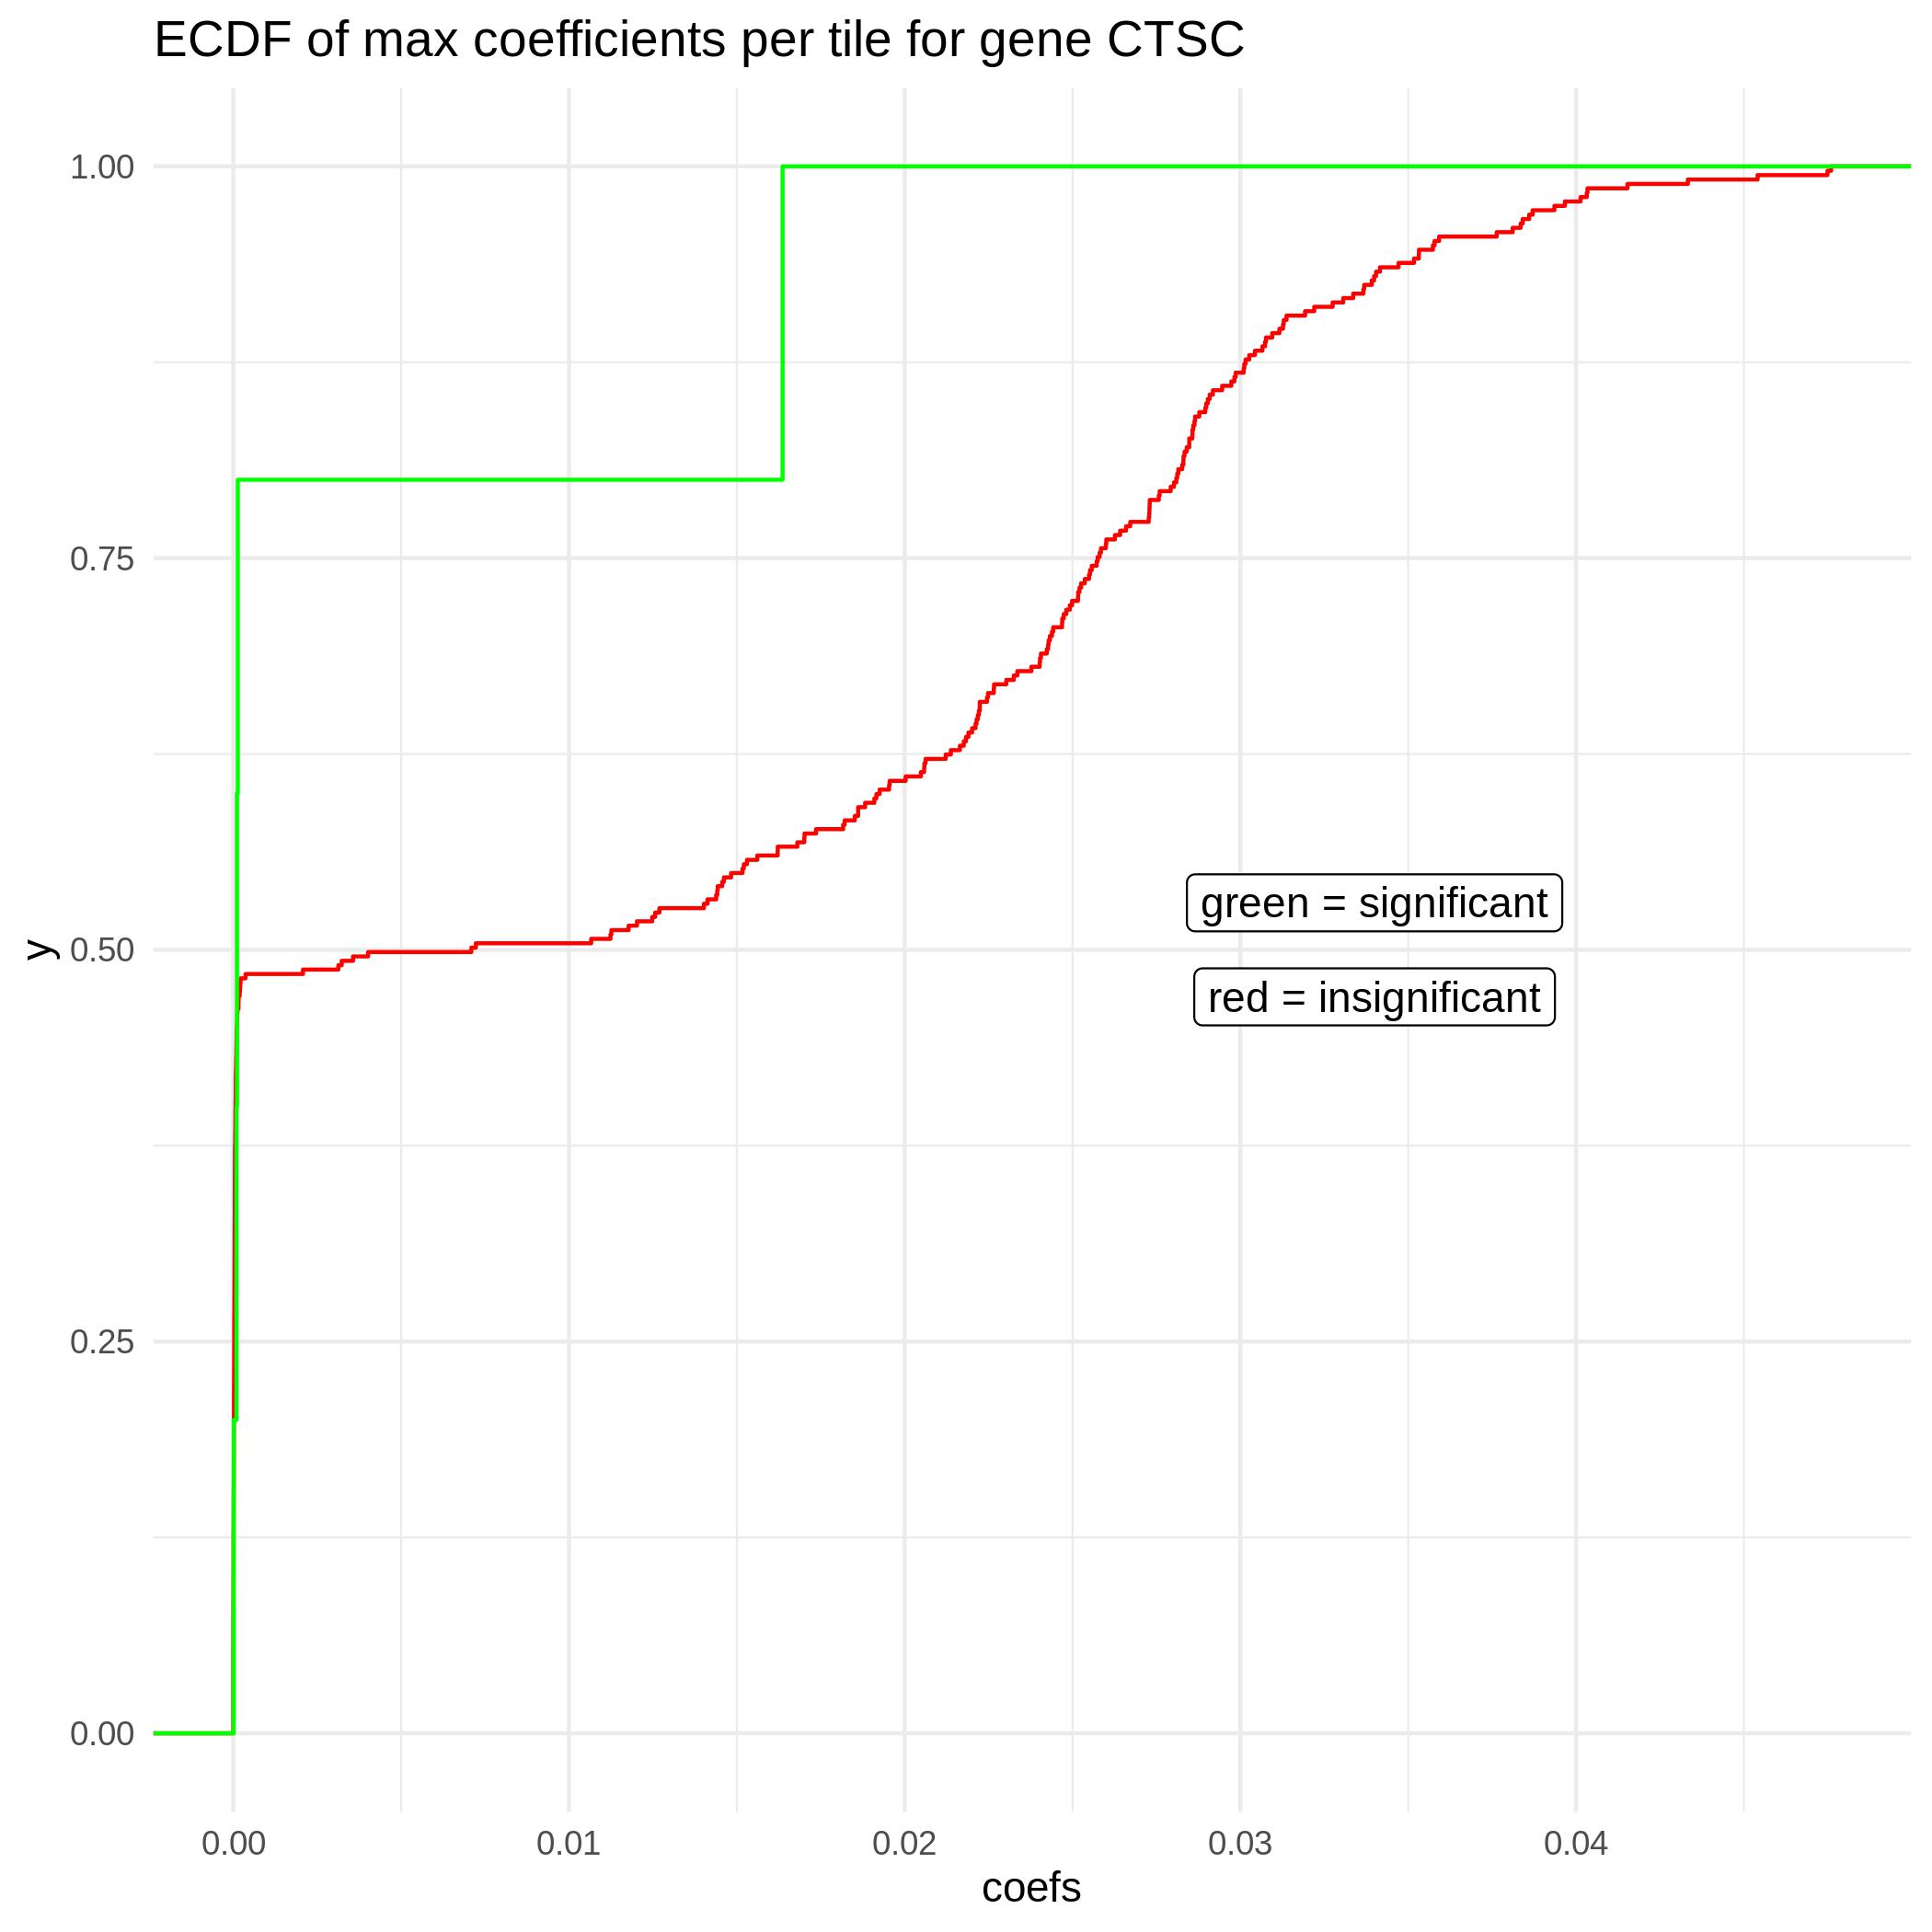 ECDF of max coefficients per tile for gene CTSC
1.00
0.75
0.50
0.25
0.00
y
green = significant
red = insignificant
0.00 0.01 0.02 0.03 0.04
coefs